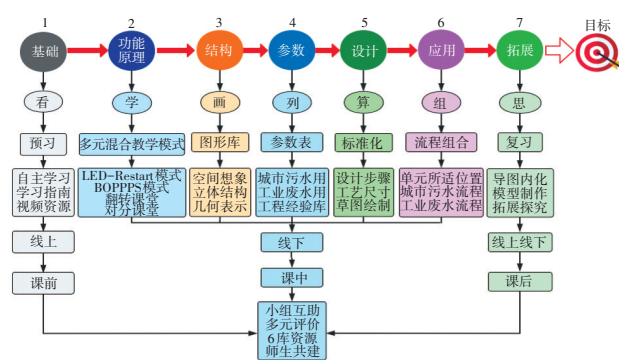 1 2 3 4 5 6 7
目标
基础 功能原理 结构 参数 设计 应用 拓展
看 学 画 列 算 组 思
预习 多元混合教学模式 图形库 参数表 标准化 流程组合 复习
自主学习
学习指南
视频资源
LED-Restart模式
BOPPPS模式
翻转课堂
对分课堂
空间想象
立体结构
几何表示
城市污水用
工业废水用
工程经验库
设计步骤
工艺尺寸
草图绘制
单元所适位置
城市污水流程
工业废水流程
导图内化
模型制作
拓展探究
线上 线下 线上线下
课前 课中 课后
小组互助
多元评价
6库资源
师生共建